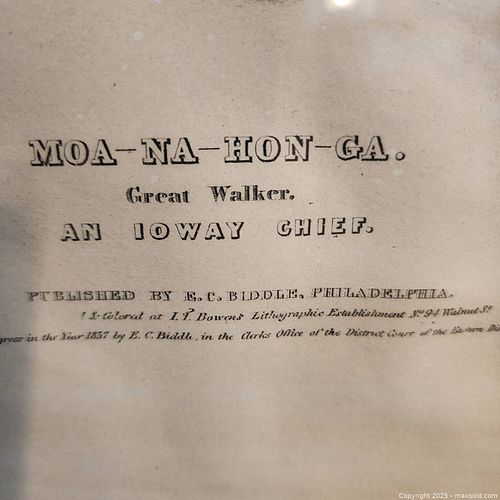 MOA-NA-HON-GA.
Great Walker.
AN IOWAY CHIEF.
PUBLISHED BY E. C. BIDDLE, PHILADELPHIA.
& Colored at I. T. Bowen's Lithographic Establishment No. 94 Walnut St.
gress in the Year 1837 by E. C. Biddle, in the Clerks Office of the District Court of the Eastern Dis
Copyright 2025 - maxsold.com